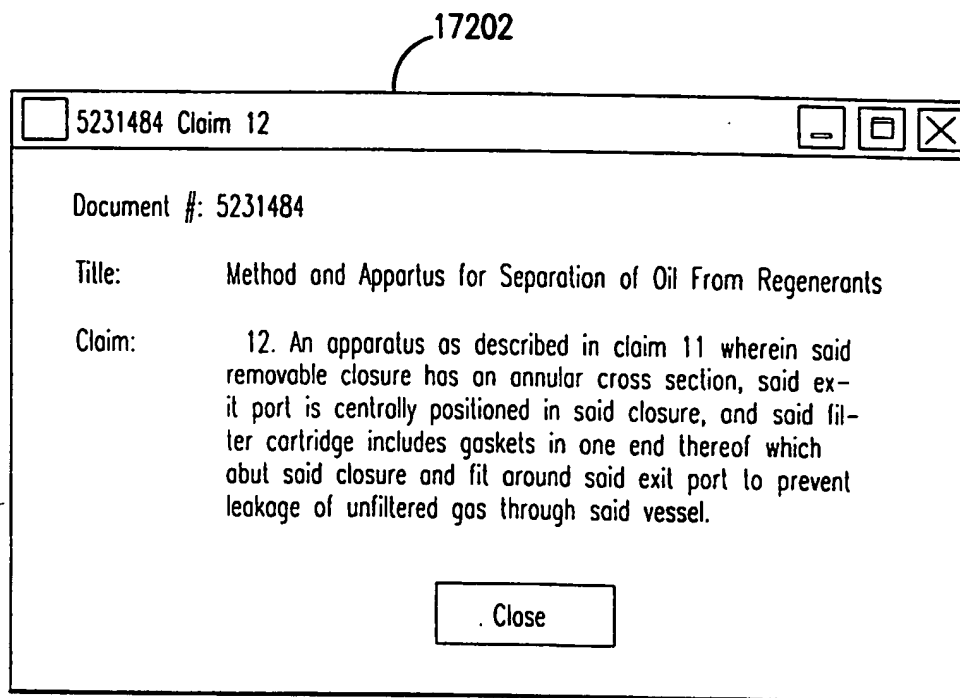 17202
5231484 Claim 12
Document #: 5231484
Title: Method and Appartus for Separation of Oil From Regenerants
Claim: 12. An apparatus as described in claim 11 wherein said
removable closure has an annular cross section, said ex-
it port is centrally positioned in said closure, and said fil-
ter cartridge includes gaskets in one end thereof which
abut said closure and fit around said exit port to prevent
leakage of unfiltered gas through said vessel.
Close